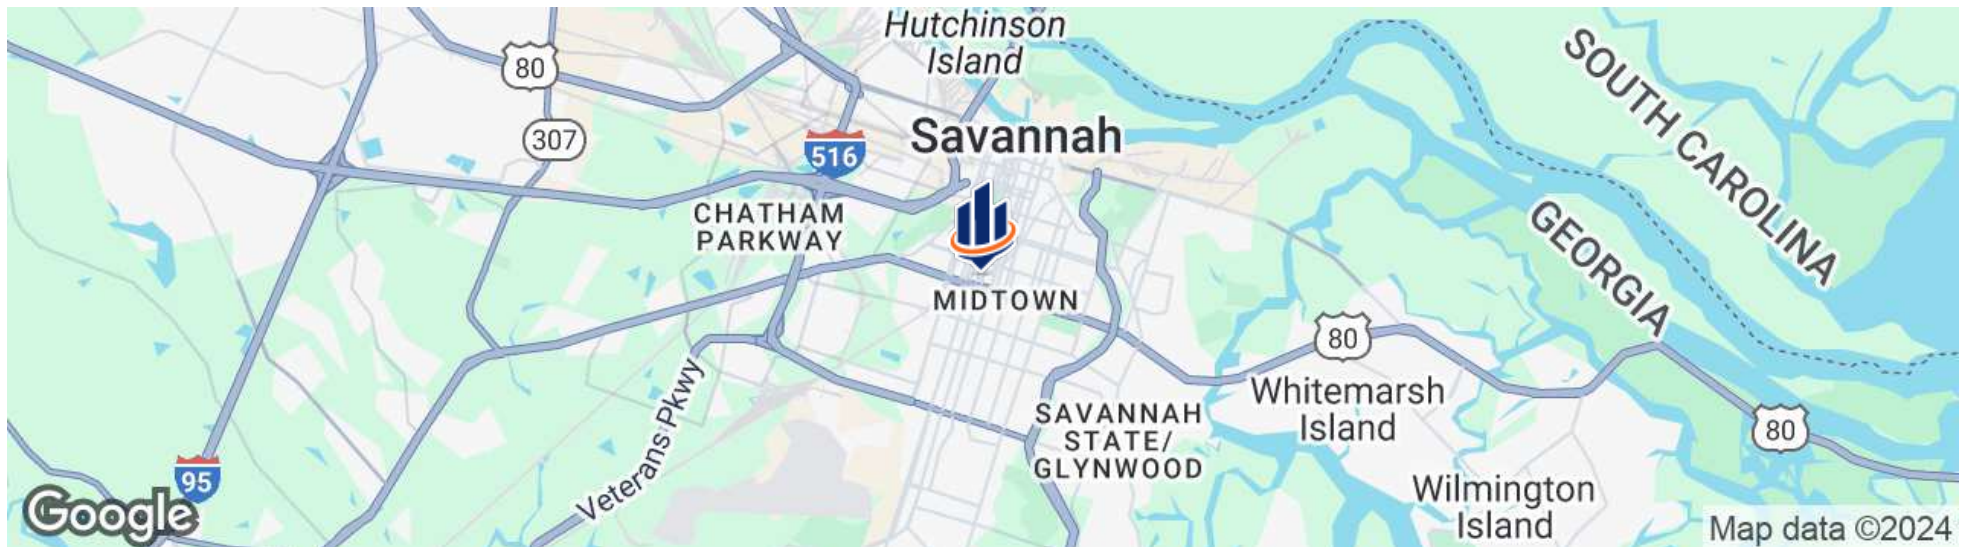 Hutchinson
Island
80
SOUTH CAROLINA
307
Savannah
516
CHATHAM
PARKWAY
GEORGIA
MIDTOWN
80
Whitemarsh
Island
Veterans Pkwy
SAVANNAH
STATE/
GLYNWOOD
80
95
Wilmington
Island
Google
Map data ©2024